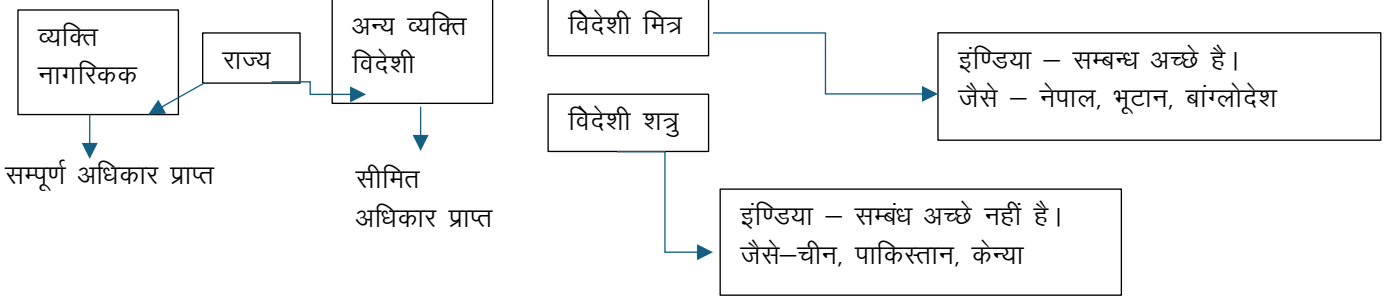 व्यक्ति
नागरिकक
राज्य
अन्य व्यक्ति
विदेशी
सम्पूर्ण अधिकार प्राप्त
सीमित
अधिकार प्राप्त
विेदेशी मित्र
इंण्डिया – सम्बन्ध अच्छे है।
जैसे – नेपाल, भूटान, बांग्लोदेश
विेदेशी शत्रु
इंण्डिया – सम्बंध अच्छे नहीं है।
जैसे–चीन, पाकिस्तान, केन्या